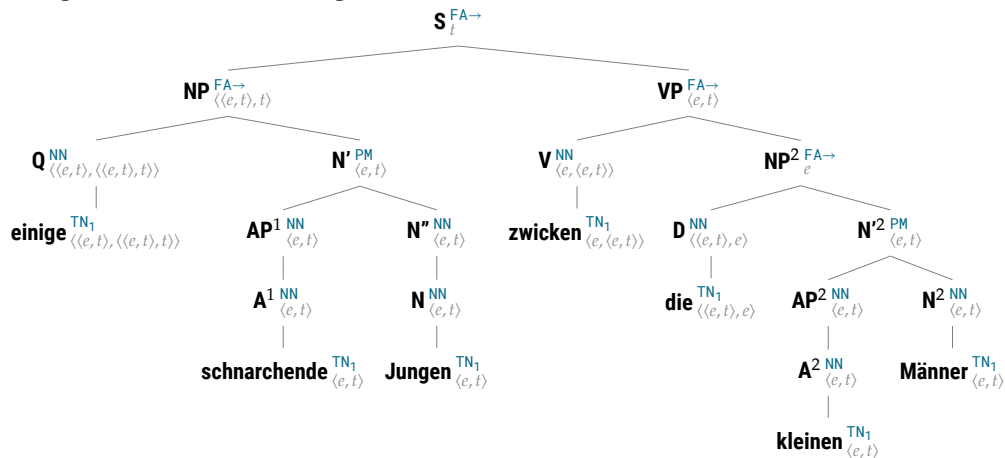 S FA→ t
NP FA→ ⟨⟨e,t⟩,t⟩ VP FA→ ⟨e,t⟩
Q NN ⟨⟨e,t⟩,⟨⟨e,t⟩,t⟩⟩ N' PM ⟨e,t⟩ V NN ⟨e,⟨e,t⟩⟩ NP² FA→ e
einige TN₁ ⟨⟨e,t⟩,⟨⟨e,t⟩,t⟩⟩ AP¹ NN ⟨e,t⟩ N'' NN ⟨e,t⟩ zwicken TN₁ ⟨e,⟨e,t⟩⟩ D NN ⟨⟨e,t⟩,e⟩ N'² PM ⟨e,t⟩
A¹ NN ⟨e,t⟩ N NN ⟨e,t⟩ die TN₁ ⟨⟨e,t⟩,e⟩ AP² NN ⟨e,t⟩ N² NN ⟨e,t⟩
schnarchende TN₁ ⟨e,t⟩ Jungen TN₁ ⟨e,t⟩ A² NN ⟨e,t⟩ Männer TN₁ ⟨e,t⟩
kleinen TN₁ ⟨e,t⟩